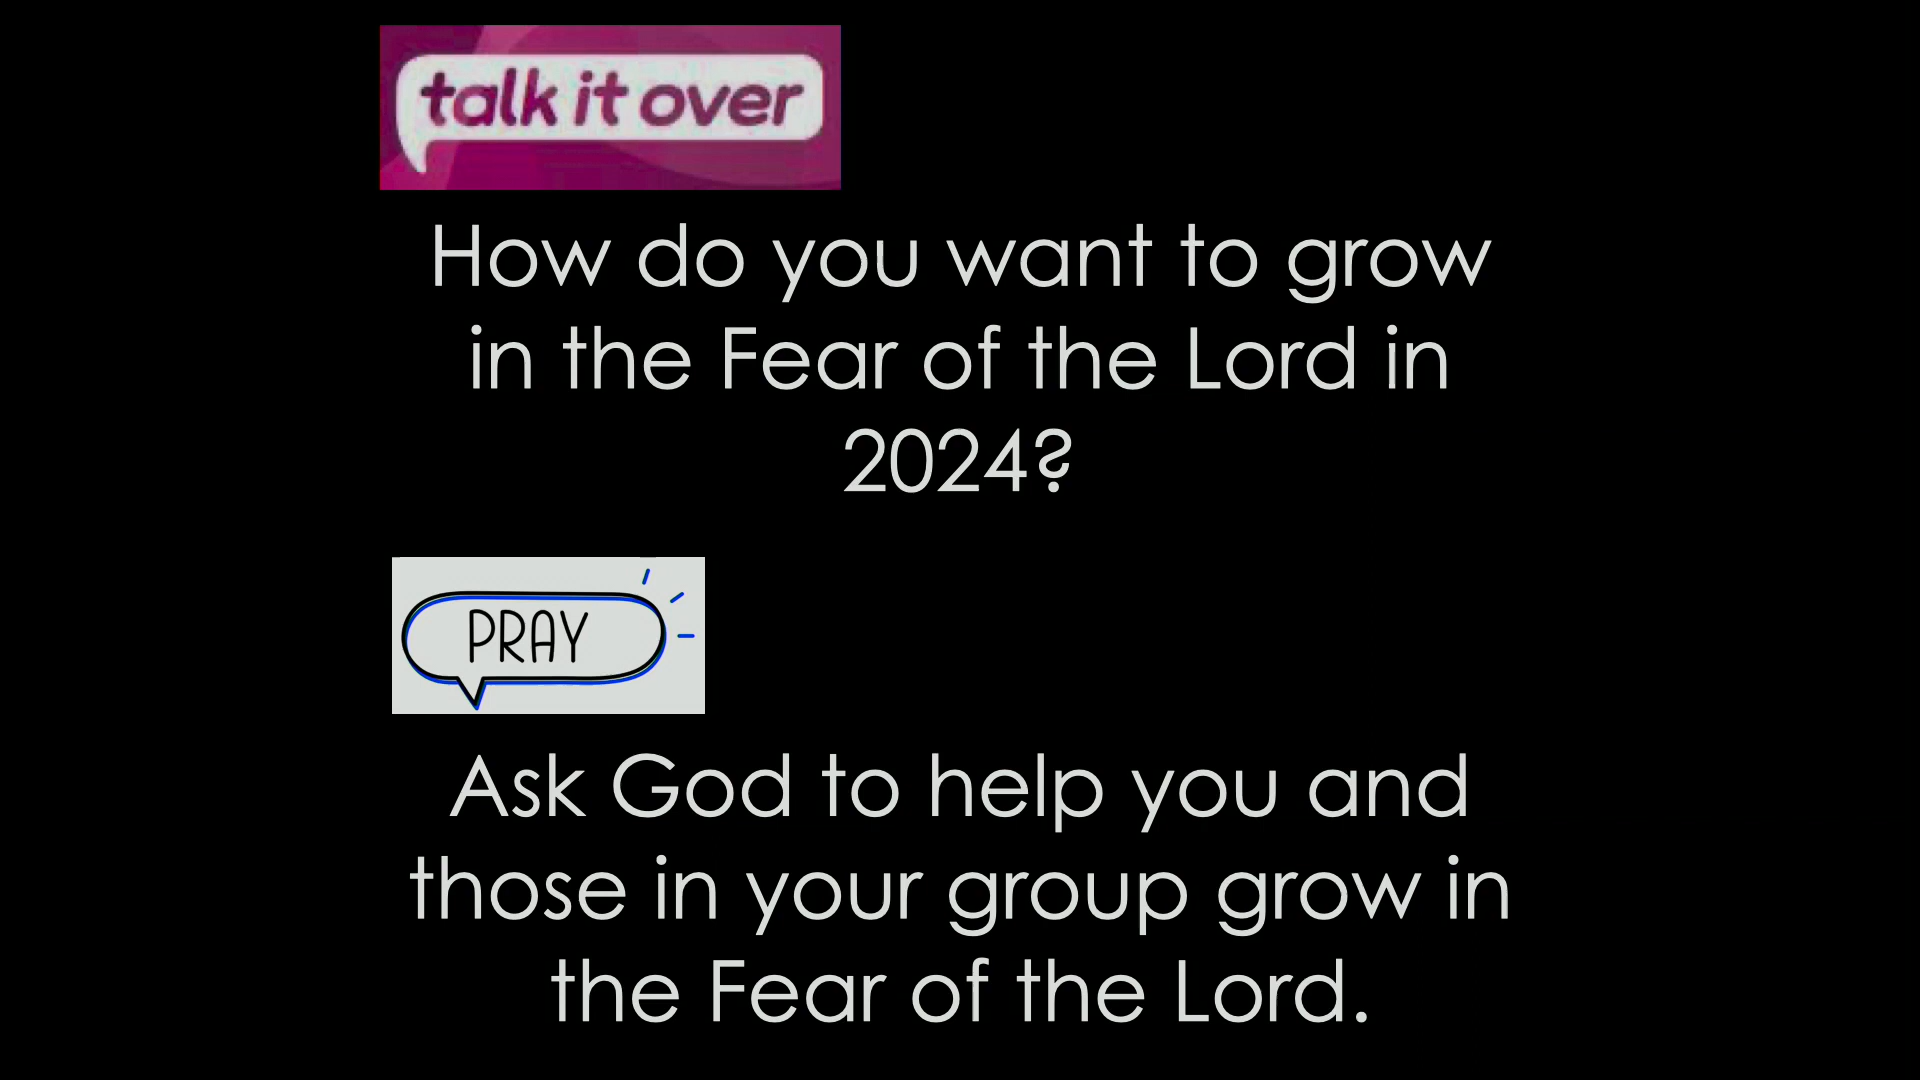 talk it over
How do you want to grow
in the Fear of the Lord in
2024?
PRAY
Ask God to help you and
those in your group grow in
the Fear of the Lord.